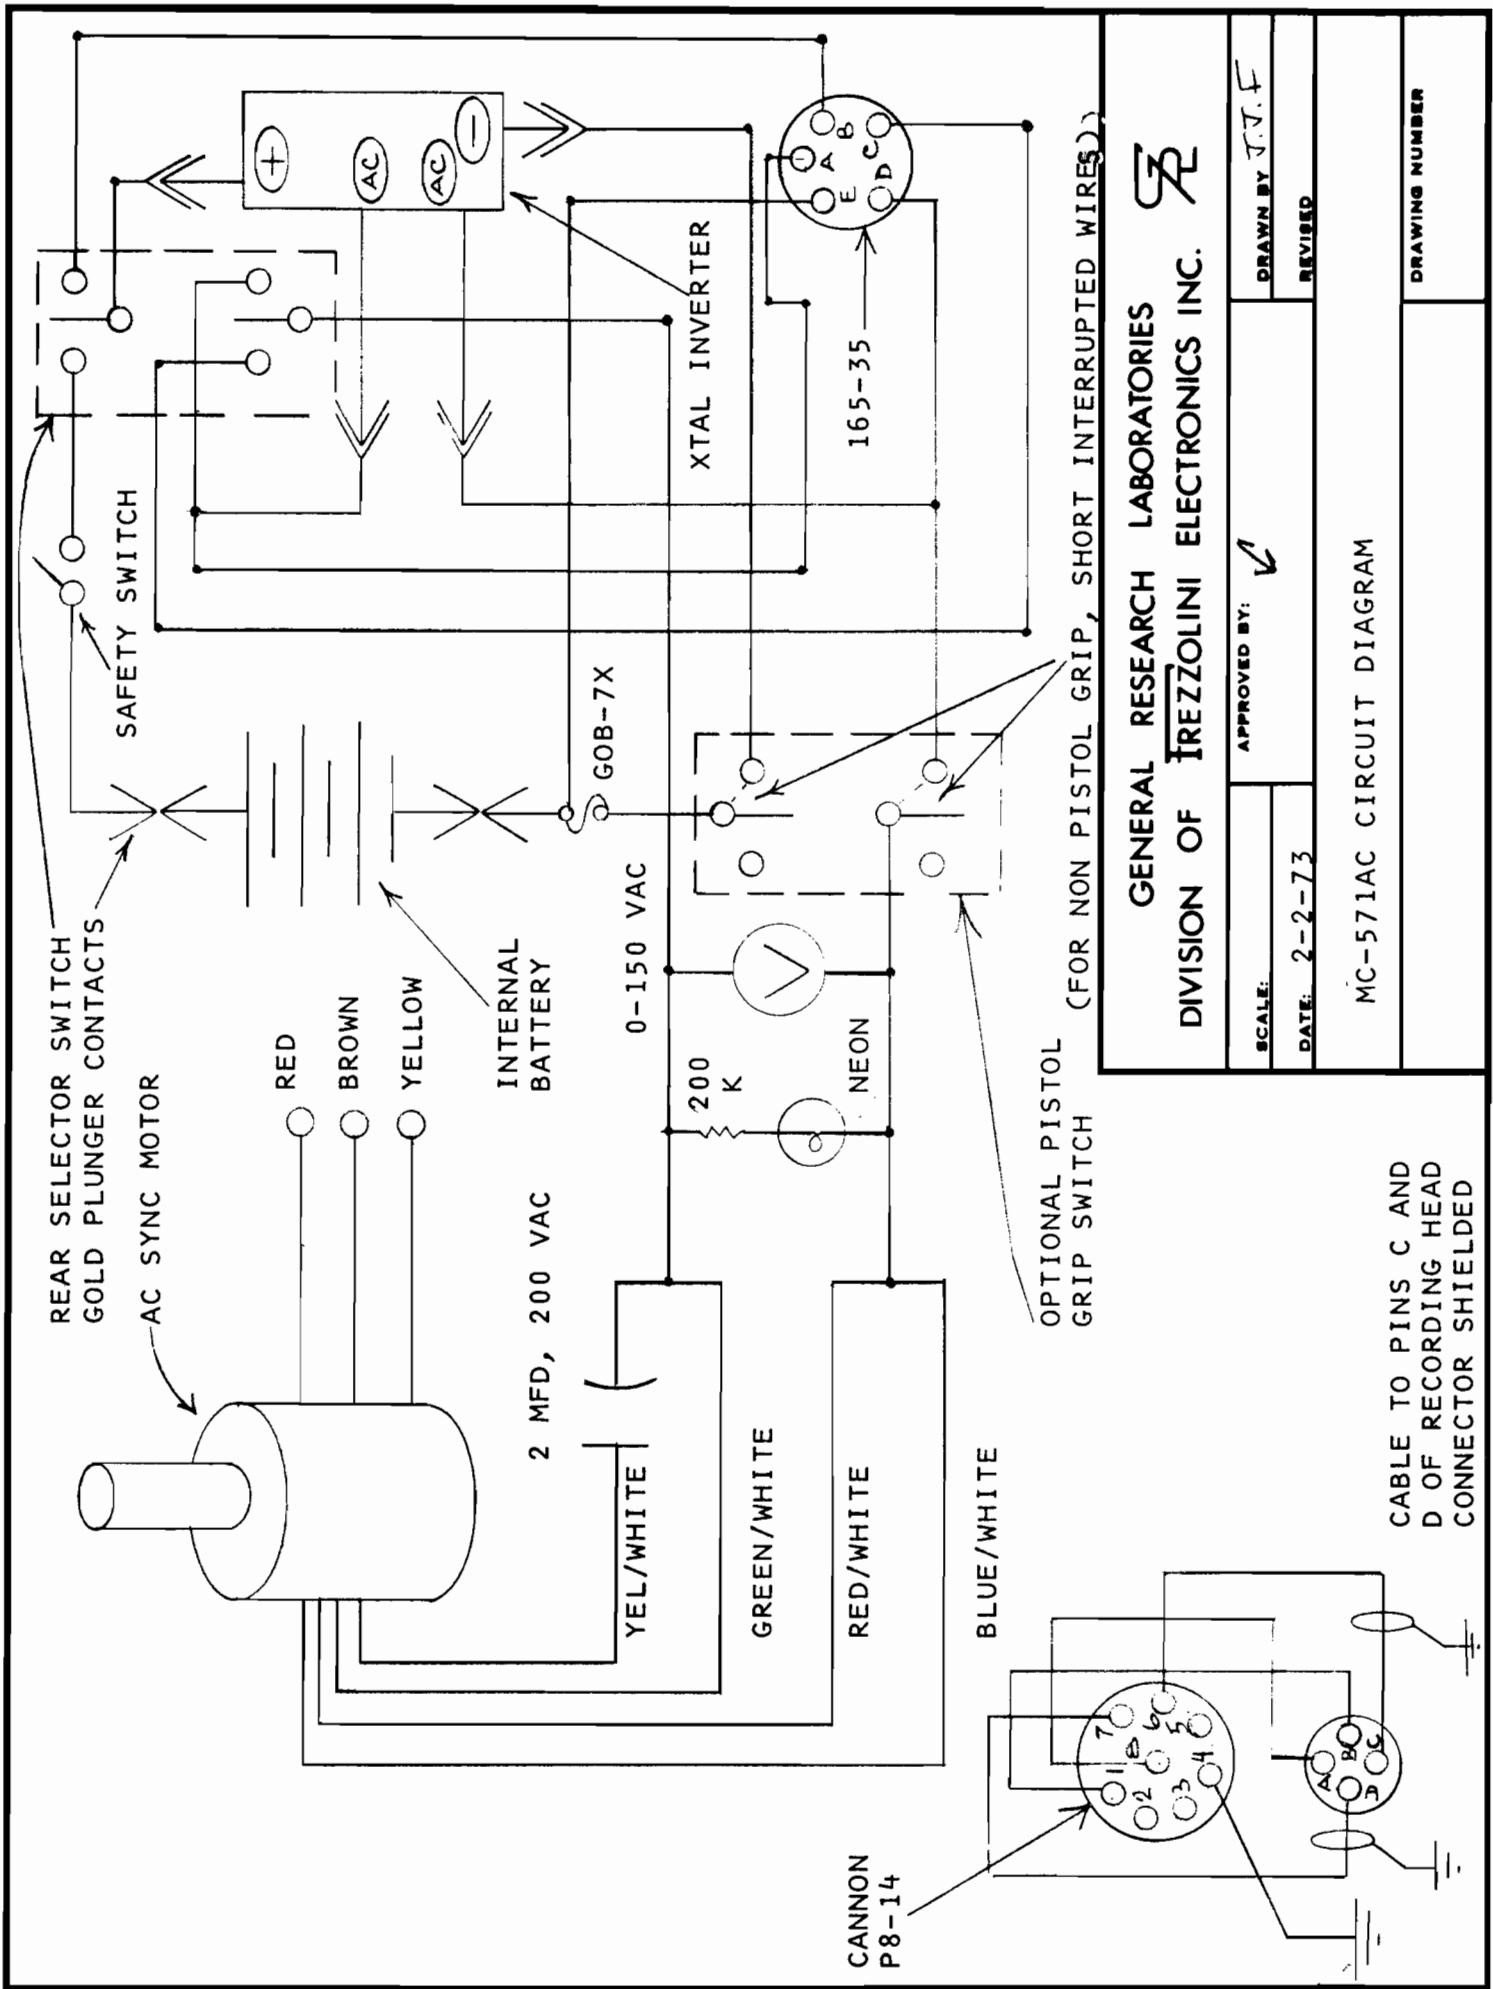 REAR SELECTOR SWITCH
GOLD PLUNGER CONTACTS
AC SYNC MOTOR
SAFETY SWITCH
RED
BROWN
YELLOW
INTERNAL
BATTERY
+
AC
AC
−
XTAL INVERTER
GOB-7X
2 MFD, 200 VAC
0-150 VAC
200
K
NEON
V
165-35
A
B
C
D
E
YEL/WHITE
GREEN/WHITE
RED/WHITE
BLUE/WHITE
OPTIONAL PISTOL
GRIP SWITCH
(FOR NON PISTOL GRIP, SHORT INTERRUPTED WIRES)
CANNON
P8-14
1
2
3
4
5
6
7
8
A
B
C
D
CABLE TO PINS C AND
D OF RECORDING HEAD
CONNECTOR SHIELDED
GENERAL RESEARCH LABORATORIES
DIVISION OF FREZZOLINI ELECTRONICS INC.
GRL
SCALE:
APPROVED BY:
DRAWN BY J.J.F
DATE: 2-2-73
REVISED
MC-571AC CIRCUIT DIAGRAM
DRAWING NUMBER